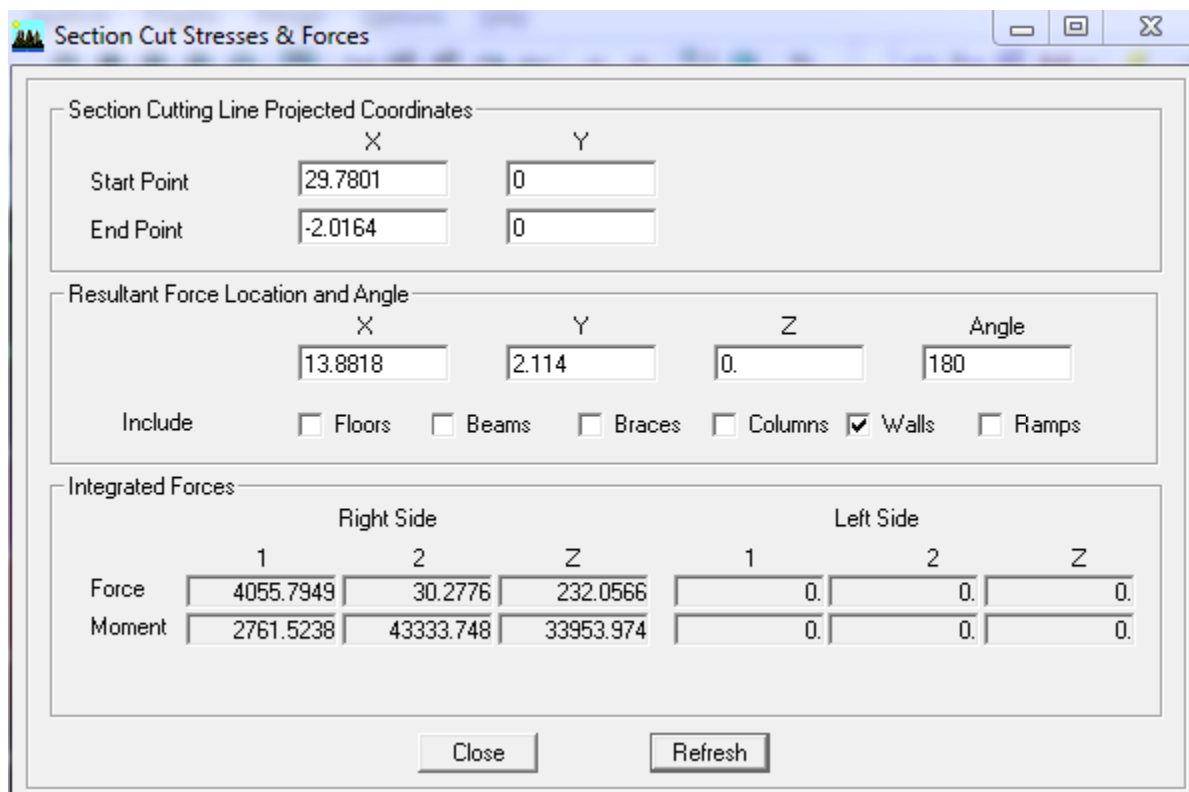 Section Cut Stresses & Forces
Section Cutting Line Projected Coordinates
X Y
Start Point 29.7801 0
End Point -2.0164 0
Resultant Force Location and Angle
X Y Z Angle
13.8818 2.114 0. 180
Include Floors Beams Braces Columns Walls Ramps
Integrated Forces
Right Side Left Side
1 2 Z 1 2 Z
Force 4055.7949 30.2776 232.0566 0. 0. 0.
Moment 2761.5238 43333.748 33953.974 0. 0. 0.
Close Refresh